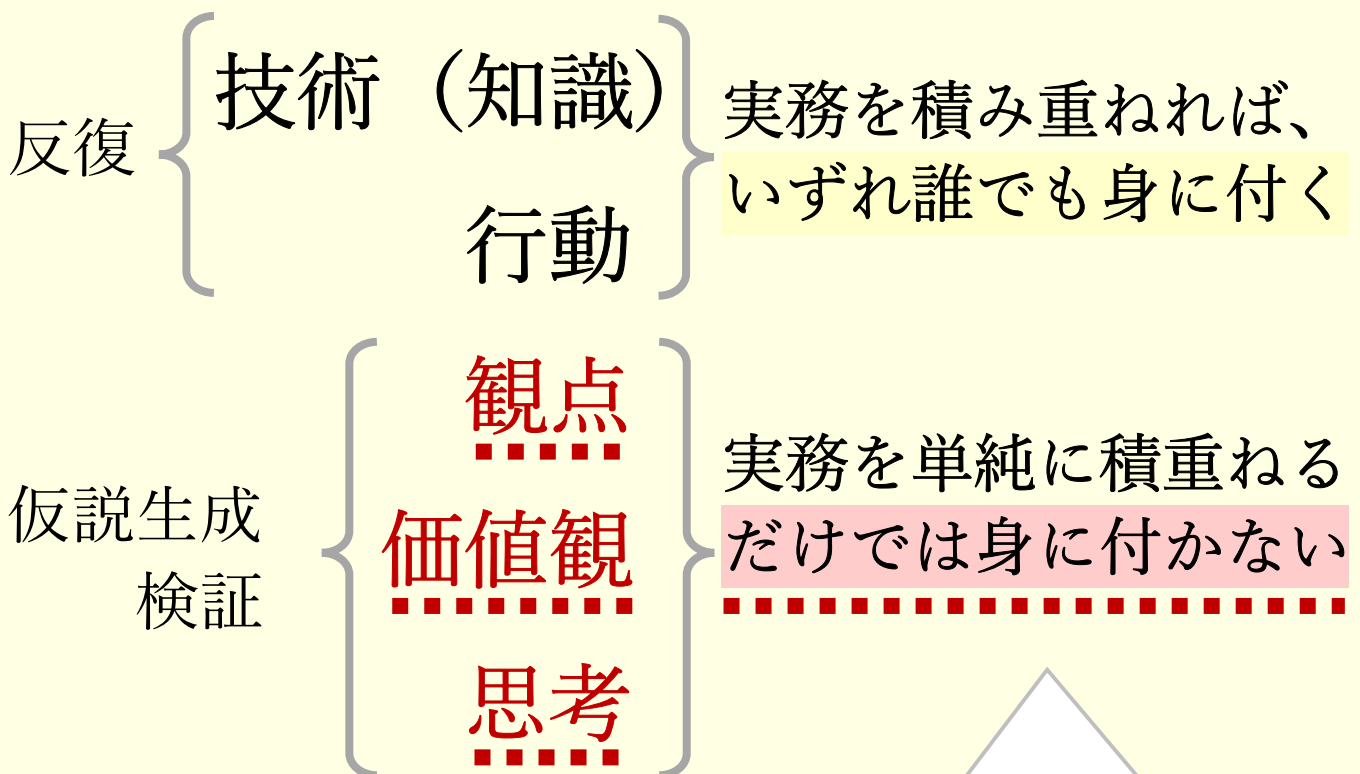 反復
技術（知識）
行動
実務を積み重ねれば、
いずれ誰でも身に付く
仮説生成
検証
観点
価値観
思考
実務を単純に積重ねる
だけでは身に付かない